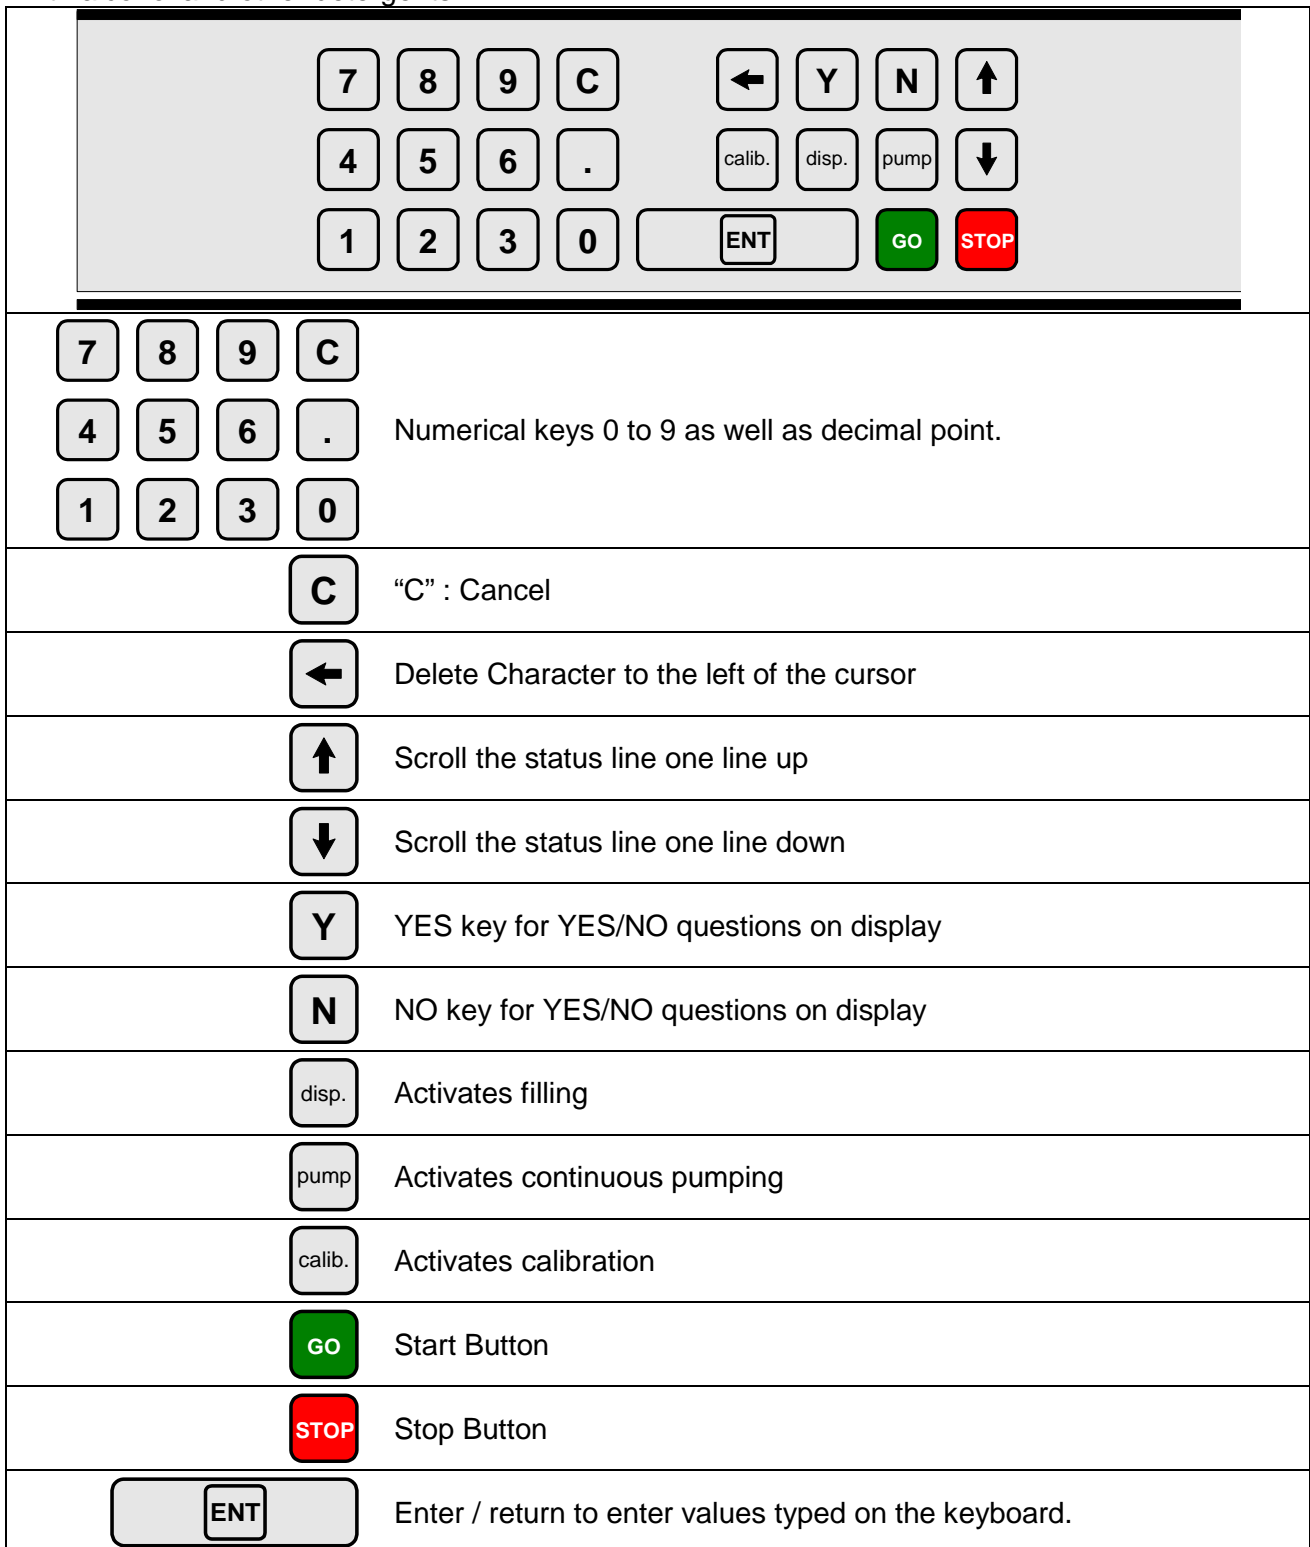 7 8 9 C Y N
4 5 6 . calib. disp. pump
1 2 3 0 ENT GO STOP
7 8 9 C
4 5 6 .
Numerical keys 0 to 9 as well as decimal point.
1 2 3 0
C “C” : Cancel
Delete Character to the left of the cursor
Scroll the status line one line up
Scroll the status line one line down
Y YES key for YES/NO questions on display
N NO key for YES/NO questions on display
disp. Activates filling
pump Activates continuous pumping
calib. Activates calibration
GO Start Button
STOP Stop Button
ENT Enter / return to enter values typed on the keyboard.